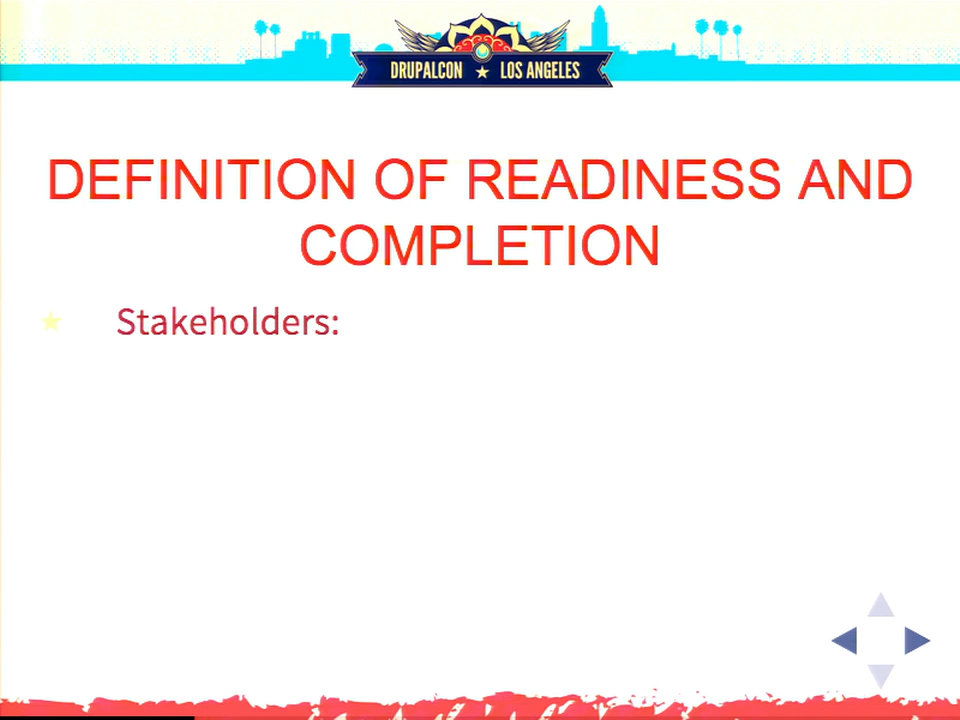 DRUPALCON ★ LOS ANGELES
DEFINITION OF READINESS AND
COMPLETION
★ Stakeholders: